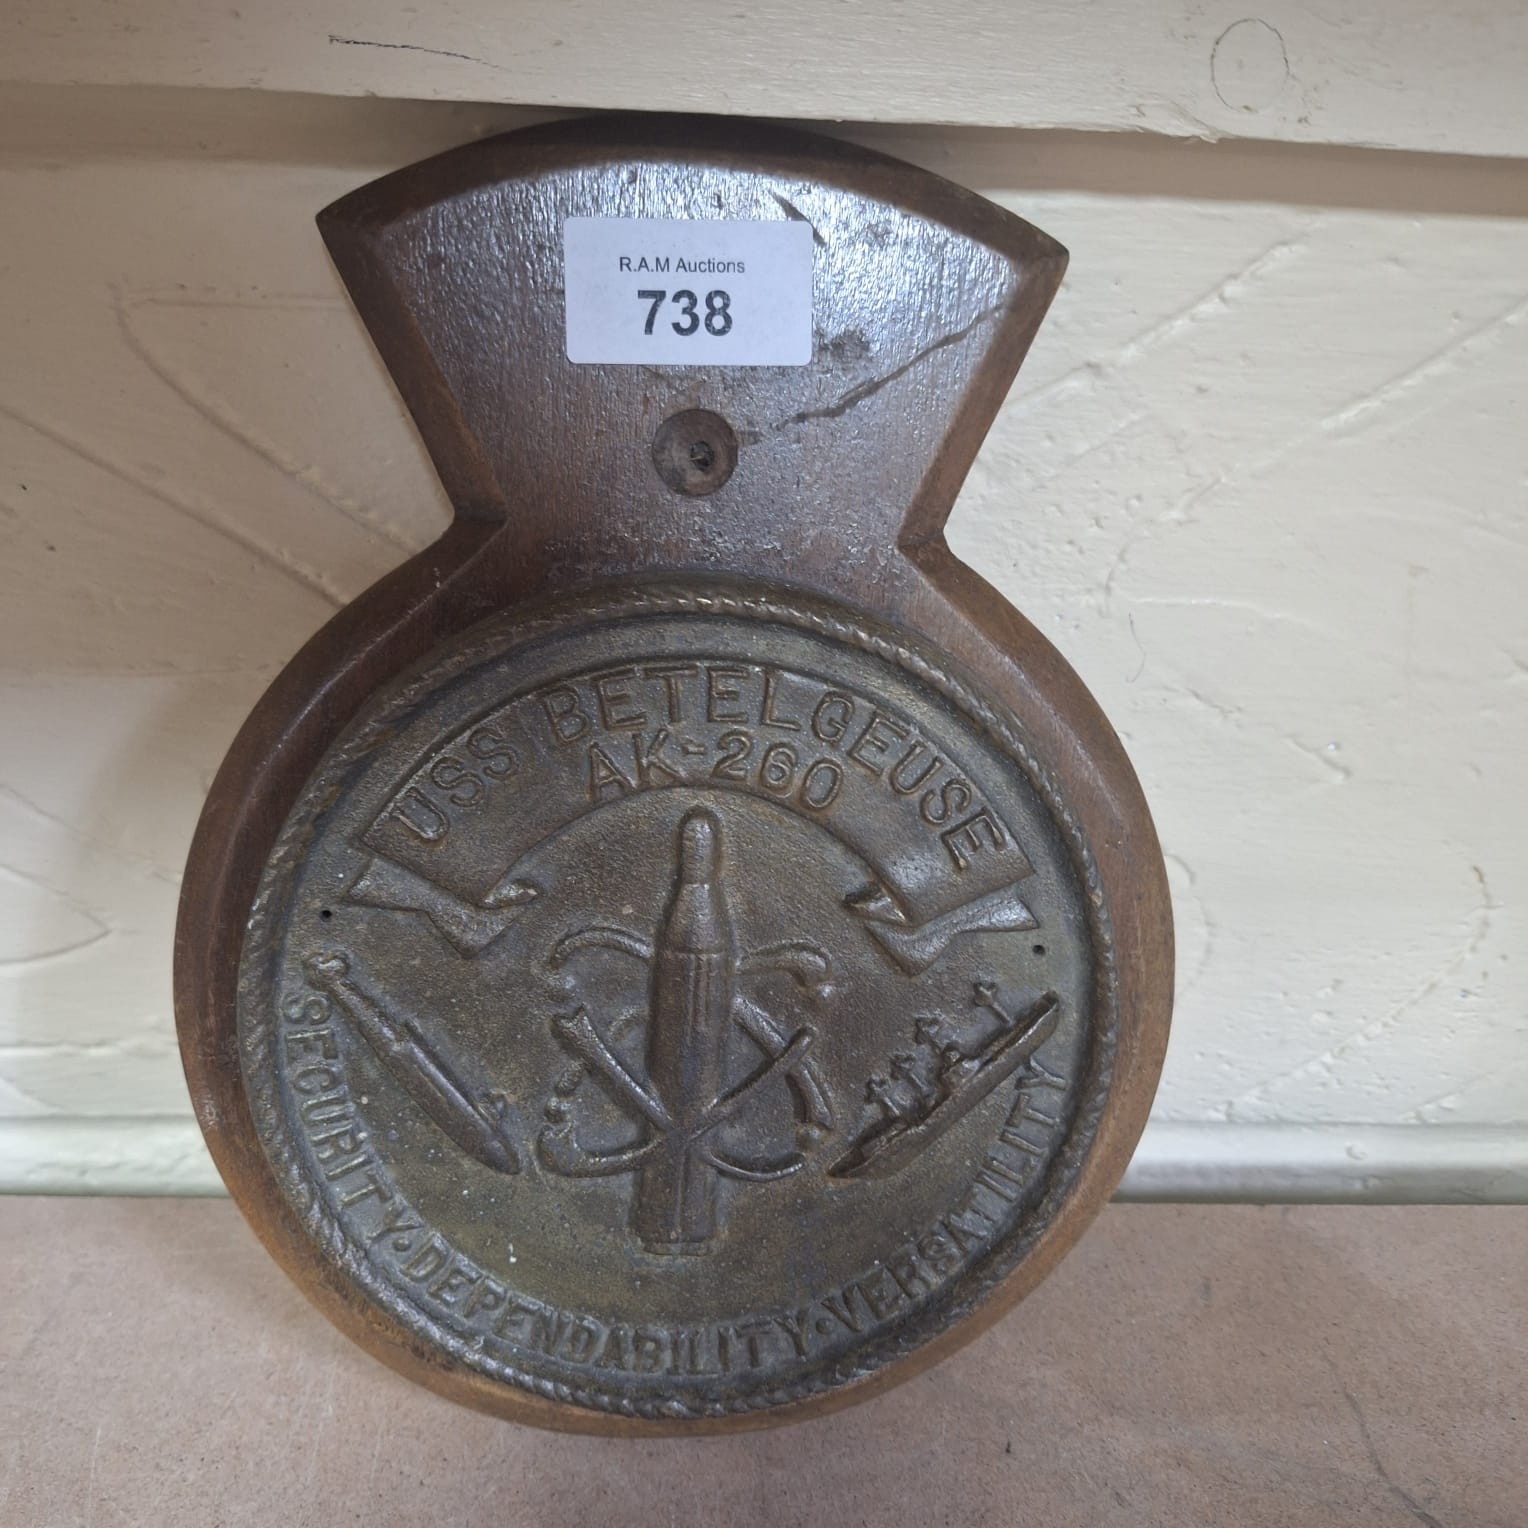 R.A.M Auctions
738
USS BETELGEUSE
AK-260
SECURITY·DEPENDABILITY·VERSATILITY